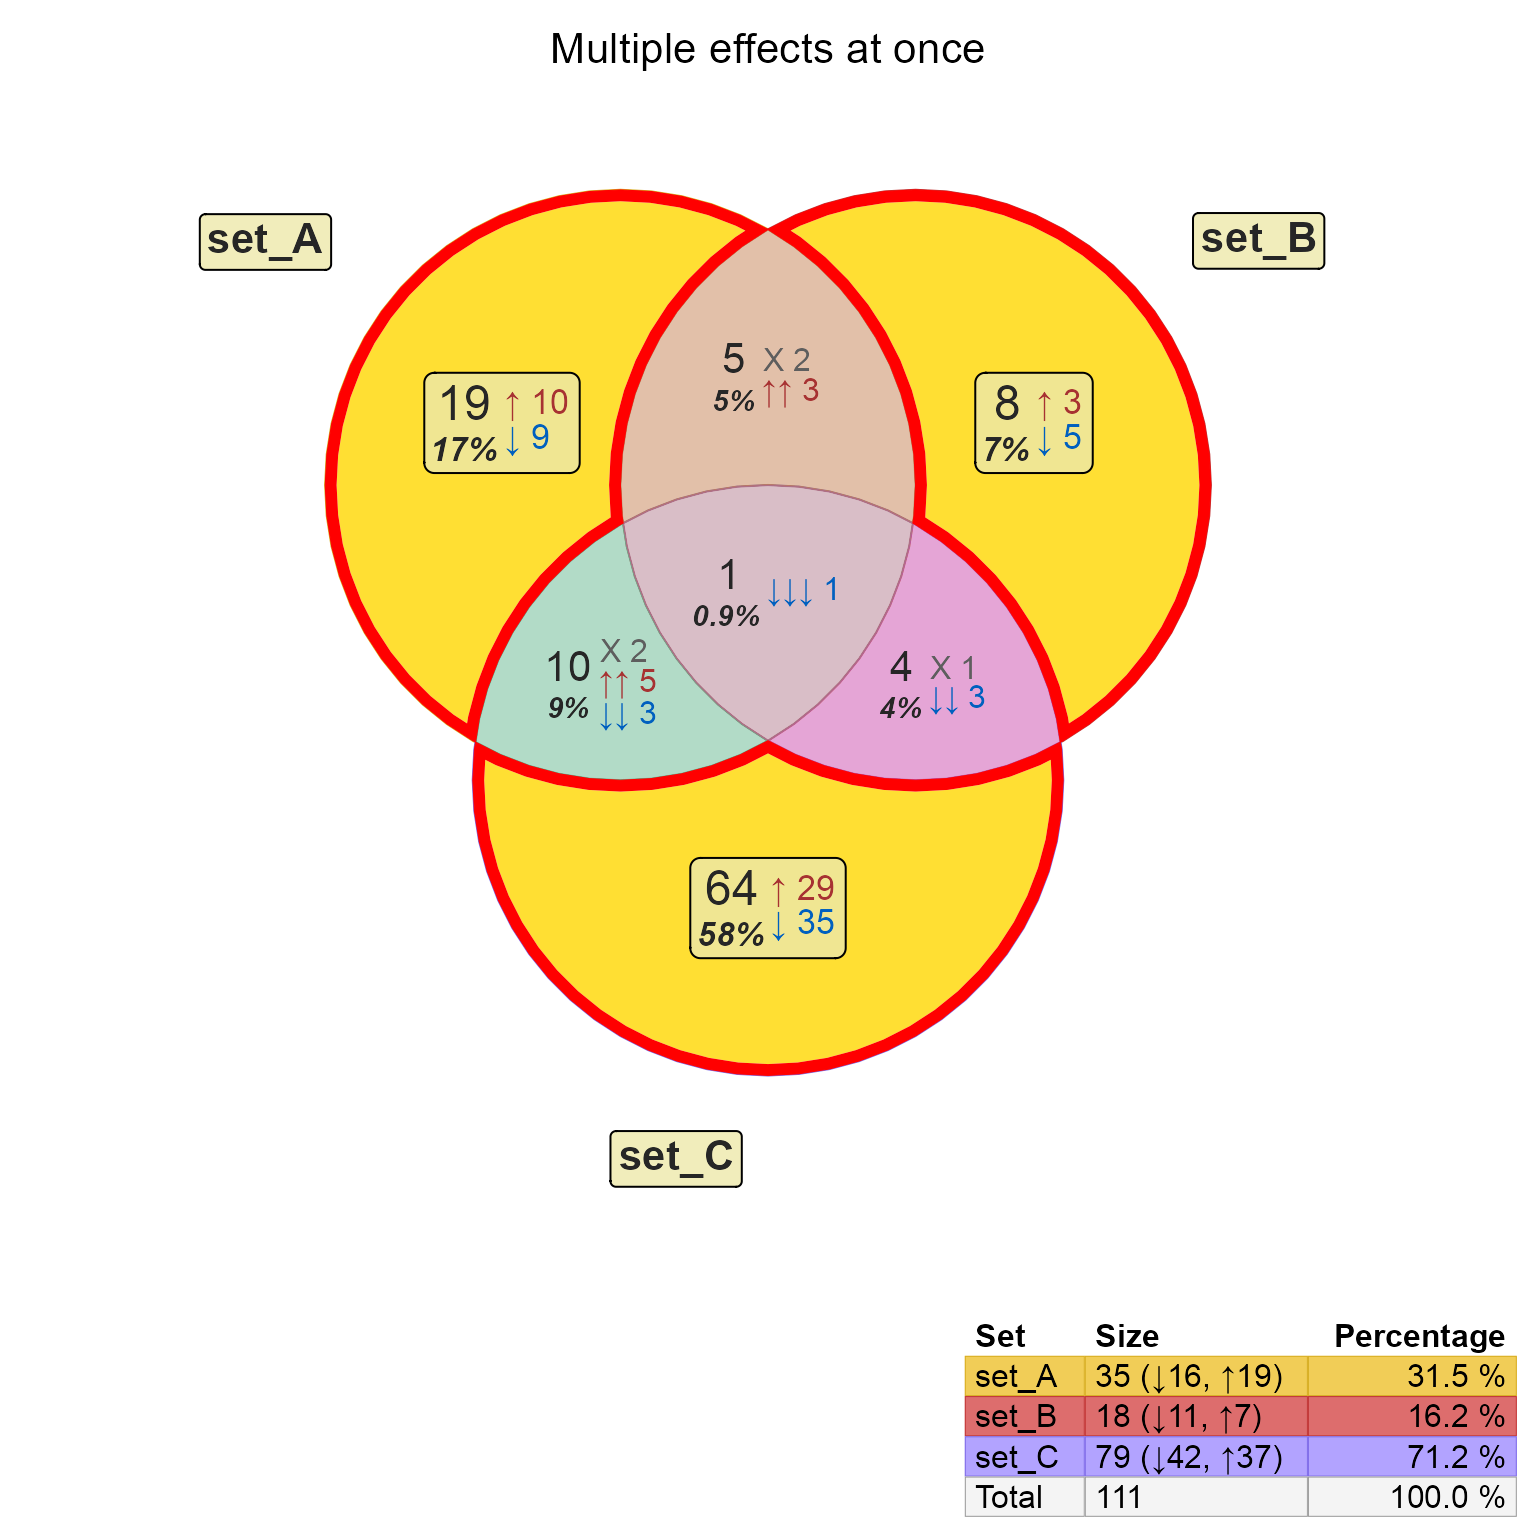 Multiple effects at once
set_A
set_B
5 X 2
5% ↑↑ 3
19 ↑ 10
17% ↓ 9
8 ↑ 3
7% ↓ 5
1 ↓↓↓ 1
0.9%
10 X 2
↑↑ 5
9% ↓↓ 3
4 X 1
4% ↓↓ 3
64 ↑ 29
58% ↓ 35
set_C
Set Size Percentage
set_A 35 (↓16, ↑19) 31.5 %
set_B 18 (↓11, ↑7) 16.2 %
set_C 79 (↓42, ↑37) 71.2 %
Total 111 100.0 %